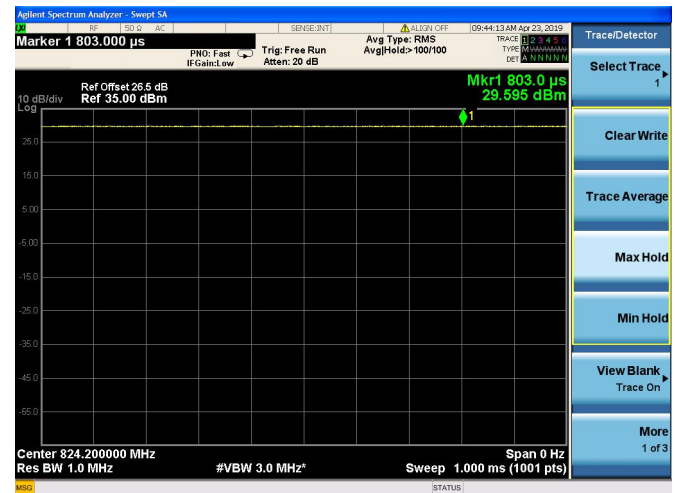 Agilent Spectrum Analyzer - Swept SA
RF 50 Ω AC SENSE:INT ALIGN OFF 09:44:13 AM Apr 23, 2019
Marker 1 803.000 µs
PNO: Fast
IFGain:Low
Trig: Free Run
Atten: 20 dB
Avg Type: RMS
Avg|Hold:>100/100
TRACE 1 2 3 4 5 6
TYPE M
DET A N N N N N
Ref Offset 26.5 dB
10 dB/div Ref 35.00 dBm
Log
Mkr1 803.0 µs
29.595 dBm
1
25.0
15.0
5.00
-5.00
-15.0
-25.0
-35.0
-45.0
-55.0
Center 824.200000 MHz
Span 0 Hz
Res BW 1.0 MHz
#VBW 3.0 MHz*
Sweep 1.000 ms (1001 pts)
MSG
STATUS
Trace/Detector
Select Trace
1
Clear Write
Trace Average
Max Hold
Min Hold
View Blank
Trace On
More
1 of 3